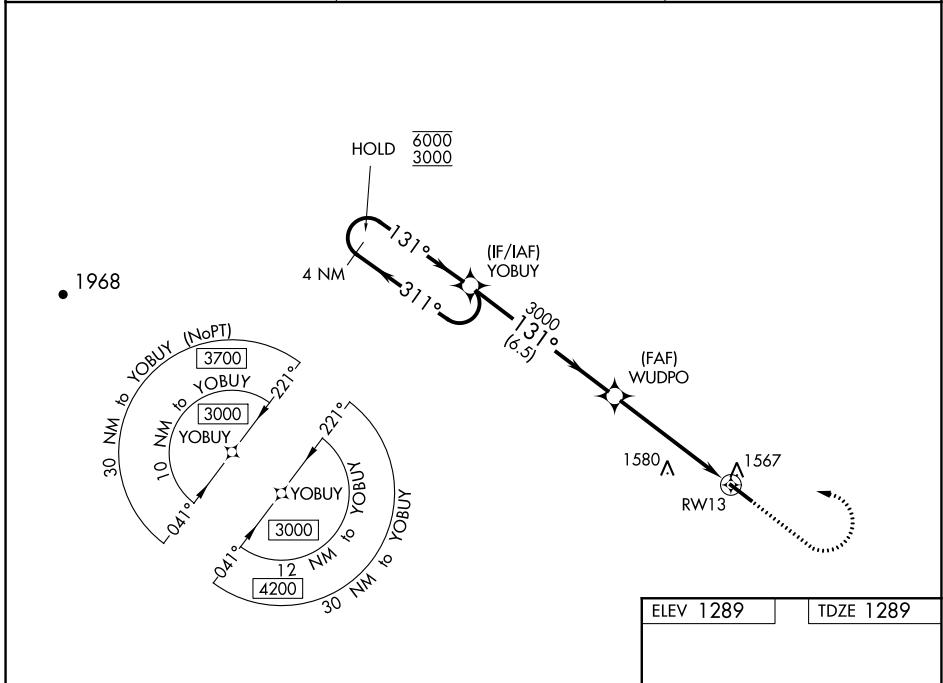 HOLD 6000
3000
131°
(IF/IAF)
YOBUY
4 NM
311°
1968
3000
131°
(6.5)
(FAF)
WUDPO
30 NM to YOBUY (NoPT)
3700
10 NM to YOBUY
3000
YOBUY
221°
041°
221°
YOBUY
3000
12 NM to YOBUY
4200
30 NM to YOBUY
041°
1580
1567
RW13
ELEV 1289
TDZE 1289